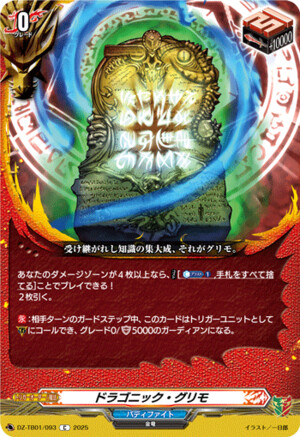 0
グレード
+10000
受け継がれし知識の集大成、それがグリモ。
あなたのダメージゾーンが4枚以上なら、【[1],手札をすべて捨てる】ことでプレイできる!
2枚引く。
永:相手ターンのガードステップ中、このカードはトリガーユニットとしてにコールでき、グレード0/5000のガーディアンになる。
ドラゴニック・グリモ
バディファイト
DZ-TB01/093 C 2025
イラスト/一日部